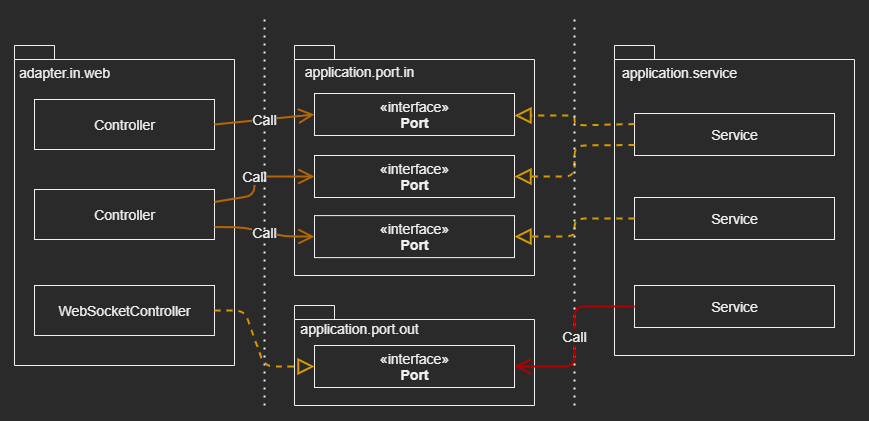 adapter.in.web
Controller
Controller
WebSocketController
Call
Call
Call
application.port.in
«interface»
Port
«interface»
Port
«interface»
Port
application.port.out
«interface»
Port
application.service
Service
Service
Service
Call